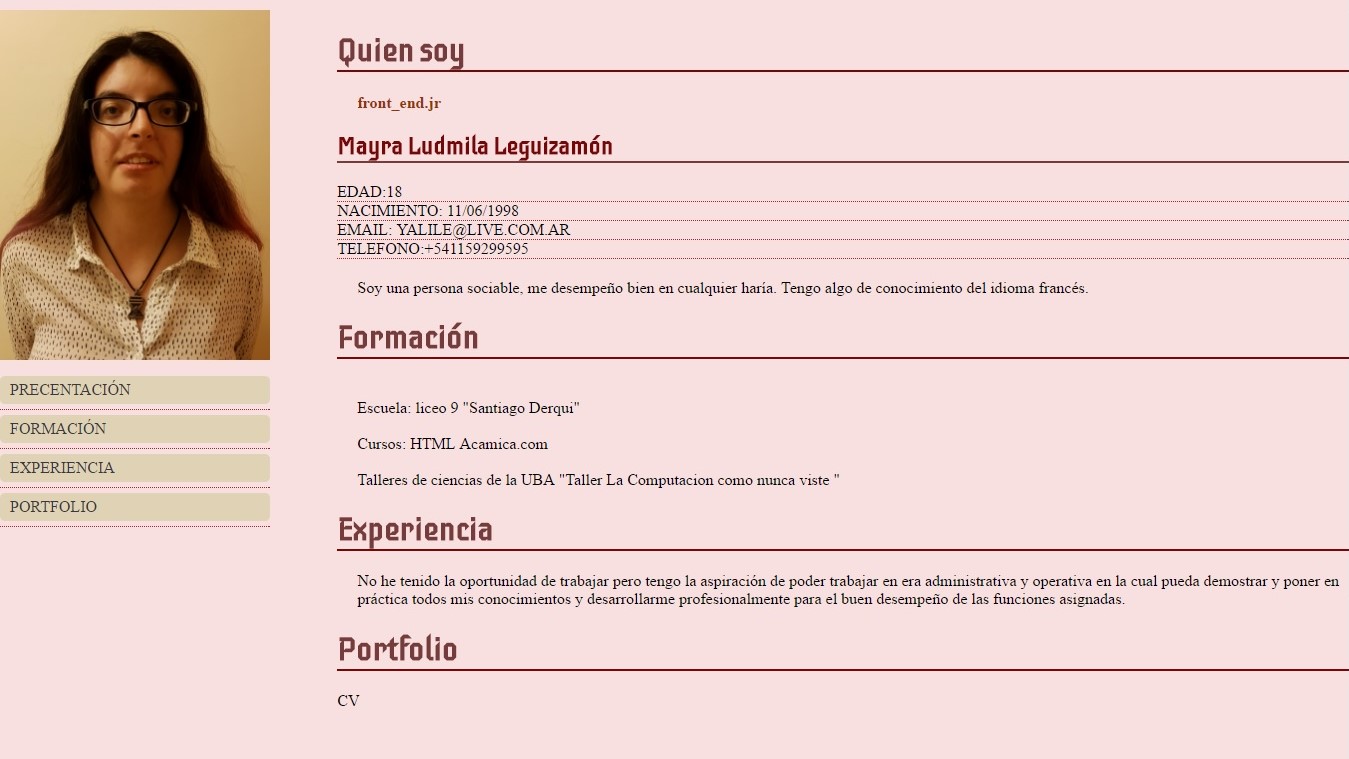 Quien soy
front_end.jr
Mayra Ludmila Leguizamón
EDAD:18
NACIMIENTO: 11/06/1998
EMAIL: YALILE@LIVE.COM.AR
TELEFONO:+541159299595
Soy una persona sociable, me desempeño bien en cualquier haría. Tengo algo de conocimiento del idioma francés.
PRECENTACIÓN
FORMACIÓN
EXPERIENCIA
PORTFOLIO
Formación
Escuela: liceo 9 "Santiago Derqui"
Cursos: HTML Acamica.com
Talleres de ciencias de la UBA "Taller La Computacion como nunca viste "
Experiencia
No he tenido la oportunidad de trabajar pero tengo la aspiración de poder trabajar en era administrativa y operativa en la cual pueda demostrar y poner en
práctica todos mis conocimientos y desarrollarme profesionalmente para el buen desempeño de las funciones asignadas.
Portfolio
CV